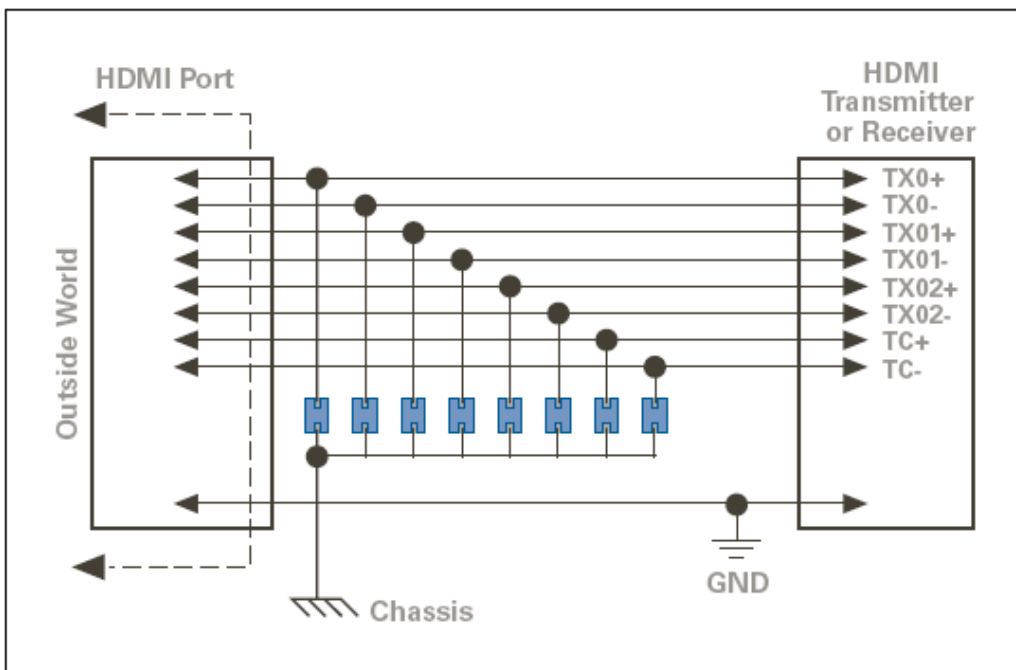 HDMI Port
HDMI
Transmitter
or Receiver
Outside World
TX0+
TX0-
TX01+
TX01-
TX02+
TX02-
TC+
TC-
GND
Chassis